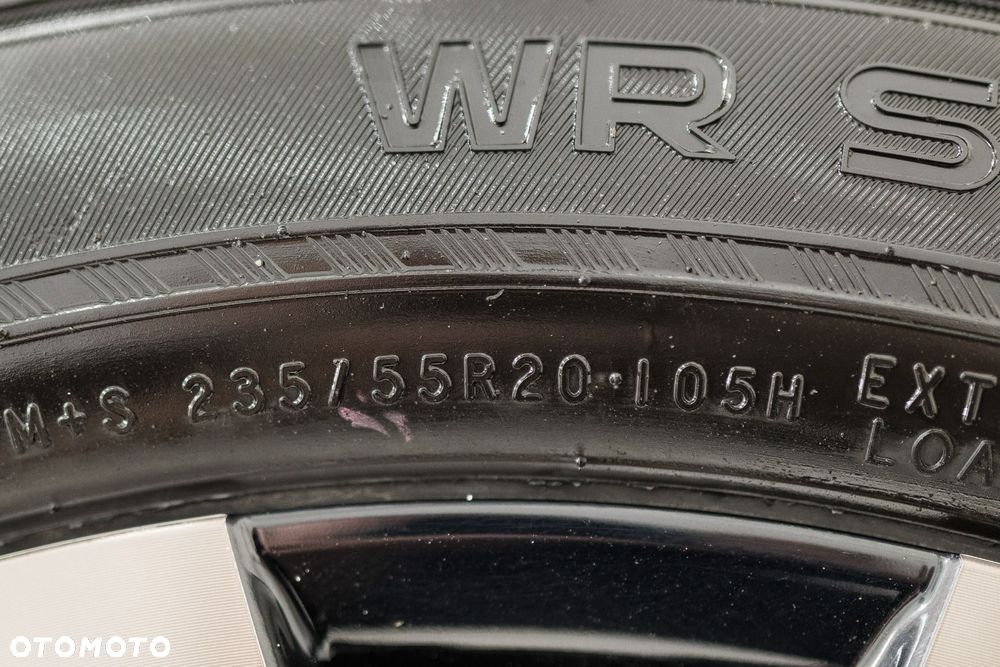 WR S
M+S 235/55R20·105H EXT
LOA
OTOMOTO